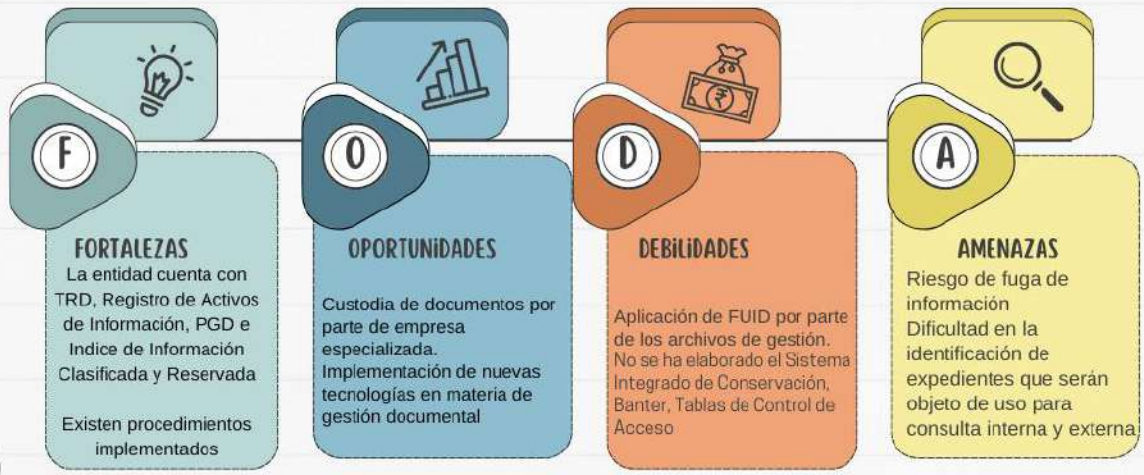 F
FORTALEZAS
La entidad cuenta con
TRD, Registro de Activos
de Información, PGD e
Indice de Información
Clasificada y Reservada
Existen procedimientos
implementados
O
OPORTUNIDADES
Custodia de documentos por
parte de empresa
especializada.
Implementación de nuevas
tecnologías en materia de
gestión documental
D
DEBILIDADES
Aplicación de FUID por parte
de los archivos de gestión.
No se ha elaborado el Sistema
Integrado de Conservación,
Banter, Tablas de Control de
Acceso
A
AMENAZAS
Riesgo de fuga de
información
Dificultad en la
identificación de
expedientes que serán
objeto de uso para
consulta interna y externa